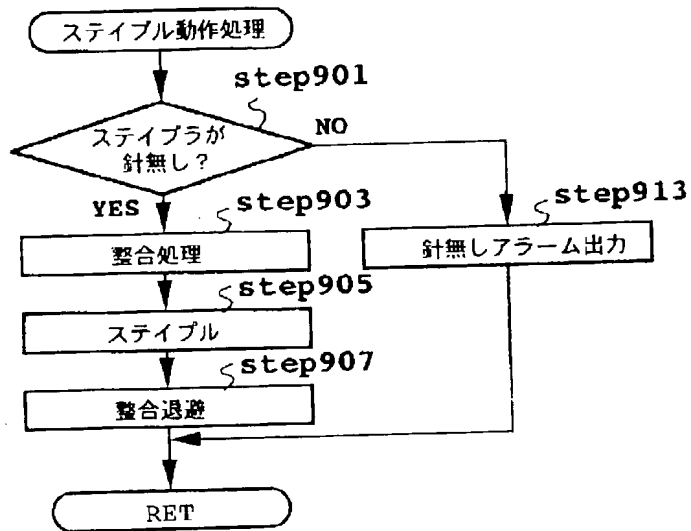 ステイプル動作処理
step901
ステイプラが
針無し?
NO
YES
step903
整合処理
step913
針無しアラーム出力
step905
ステイプル
step907
整合退避
RET